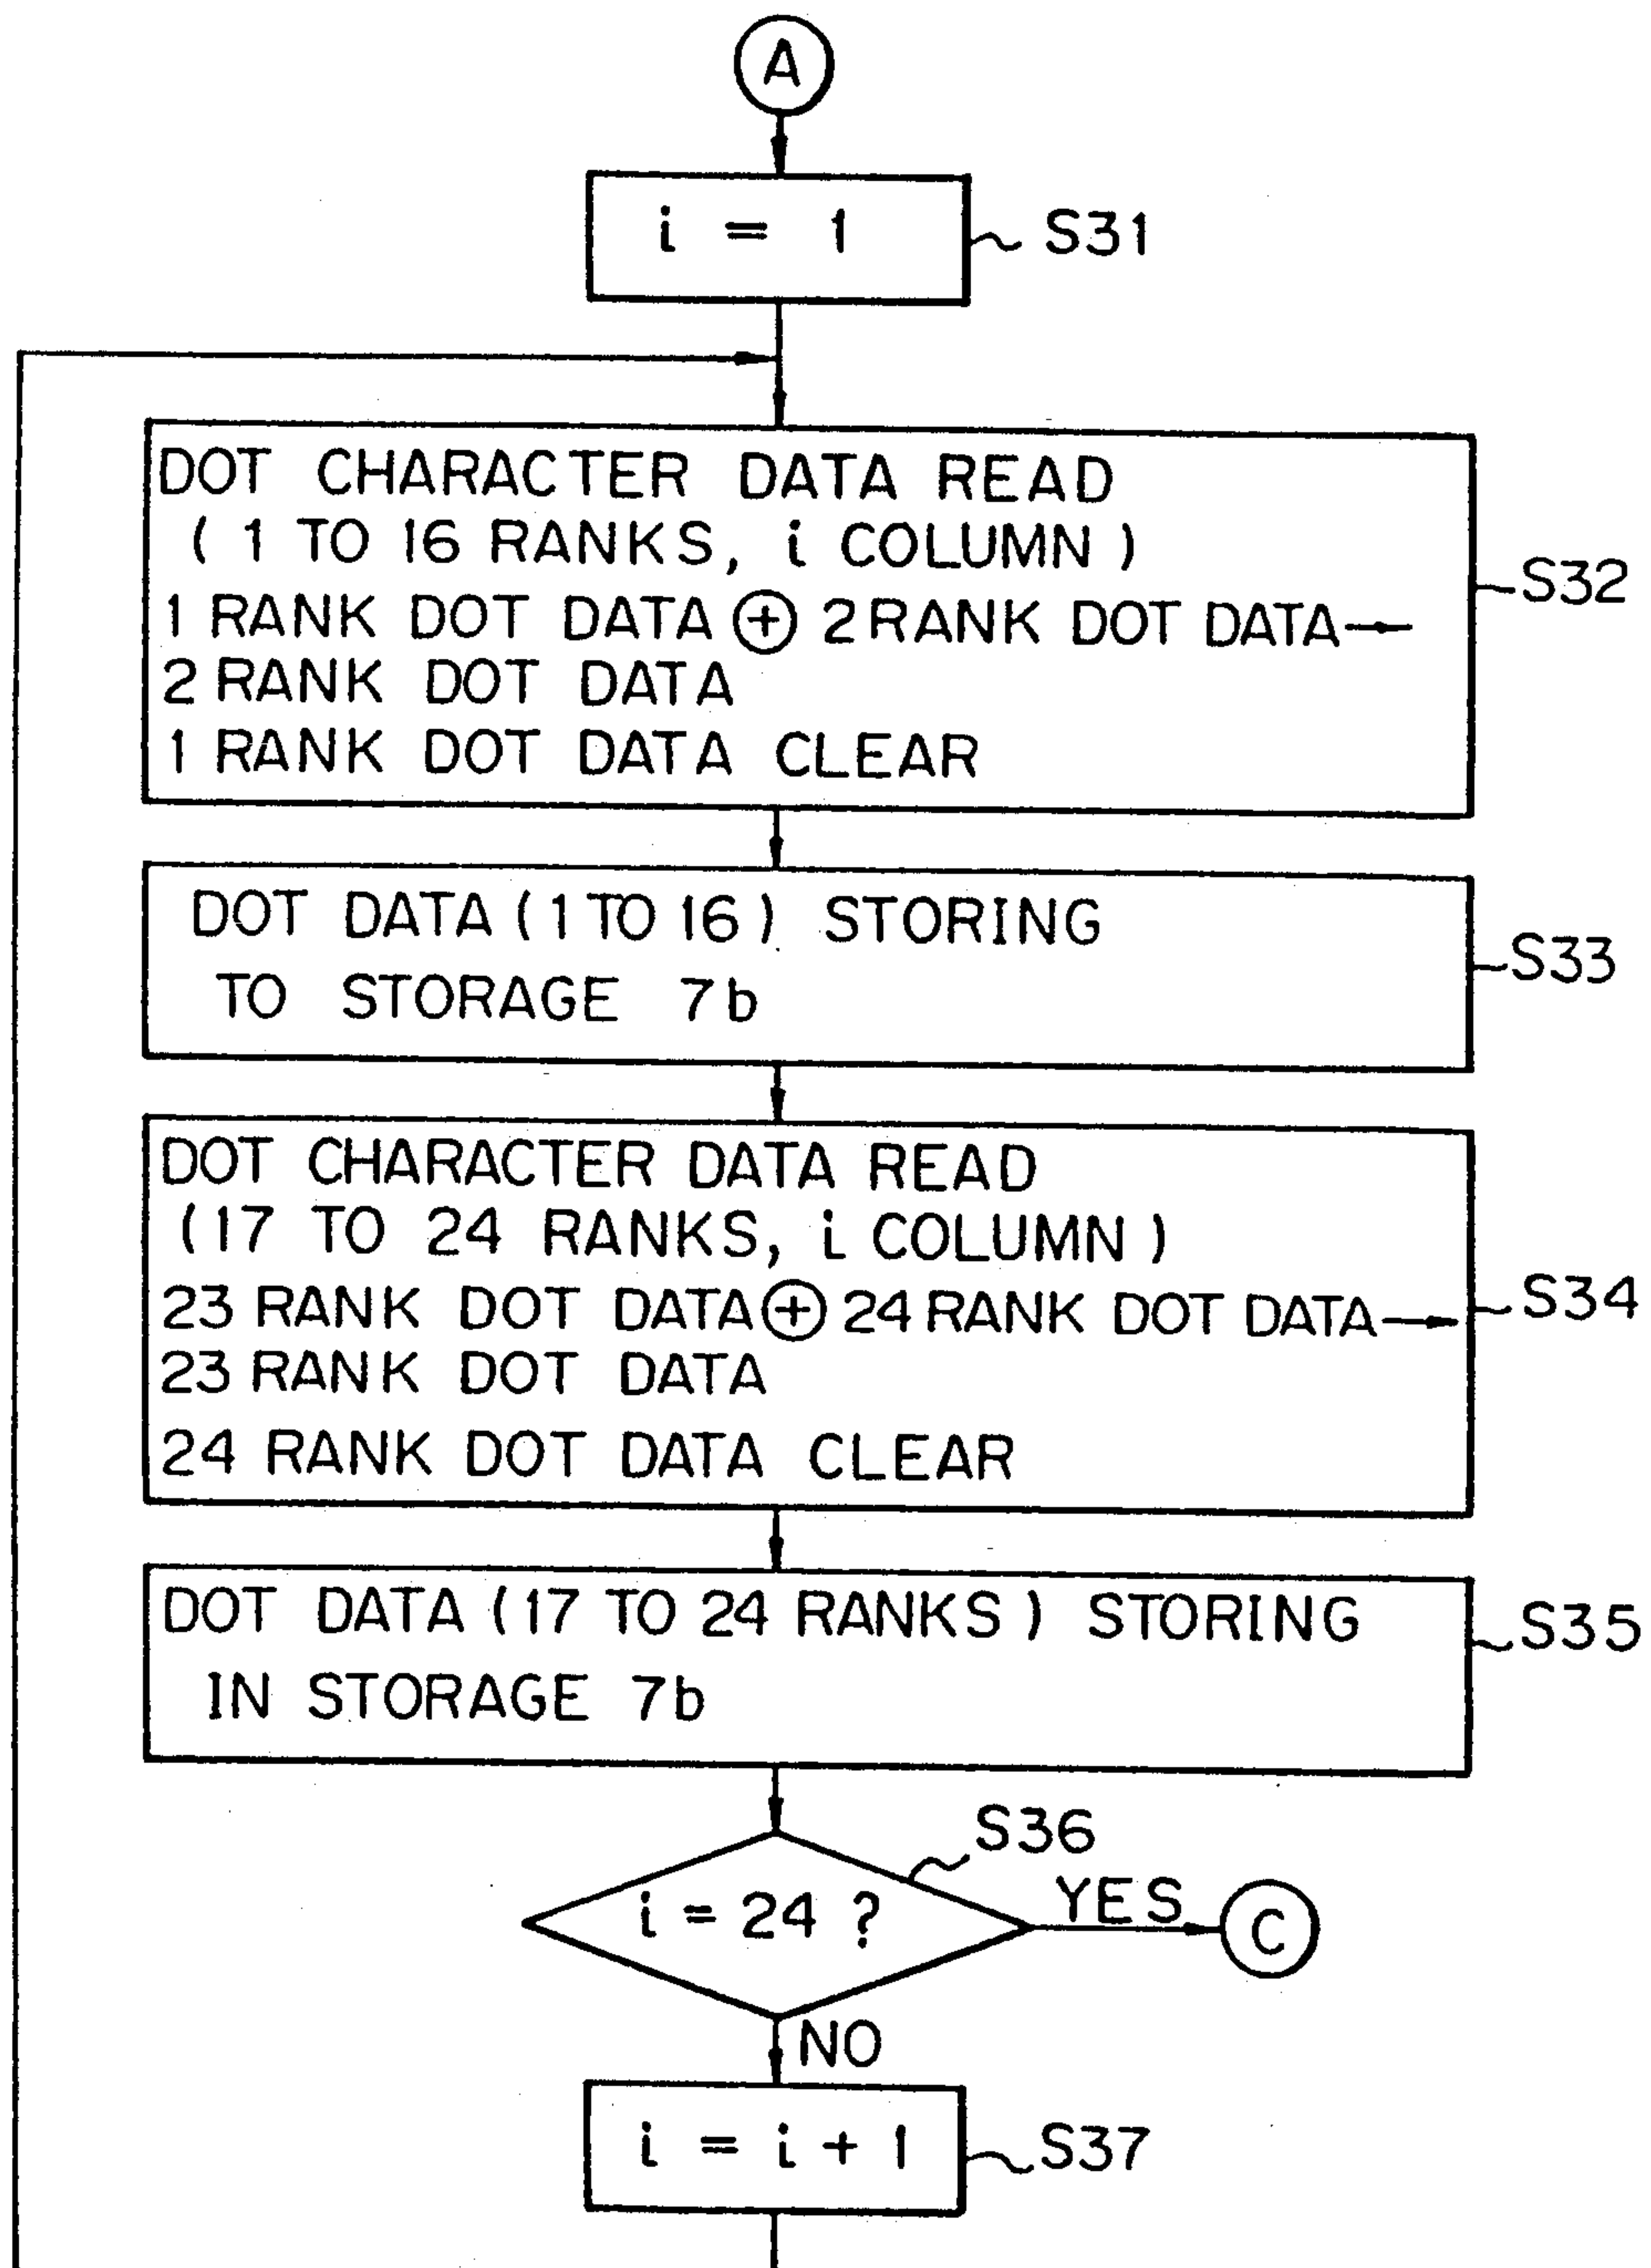 A
i = 1
S31
DOT CHARACTER DATA READ
( 1 TO 16 RANKS, i COLUMN )
1 RANK DOT DATA ⊕ 2 RANK DOT DATA →
2 RANK DOT DATA
1 RANK DOT DATA CLEAR
S32
DOT DATA ( 1 TO 16 ) STORING
TO STORAGE 7b
S33
DOT CHARACTER DATA READ
( 17 TO 24 RANKS, i COLUMN )
23 RANK DOT DATA ⊕ 24 RANK DOT DATA →
23 RANK DOT DATA
24 RANK DOT DATA CLEAR
S34
DOT DATA ( 17 TO 24 RANKS ) STORING
IN STORAGE 7b
S35
S36
i = 24 ?
YES
C
NO
i = i + 1
S37